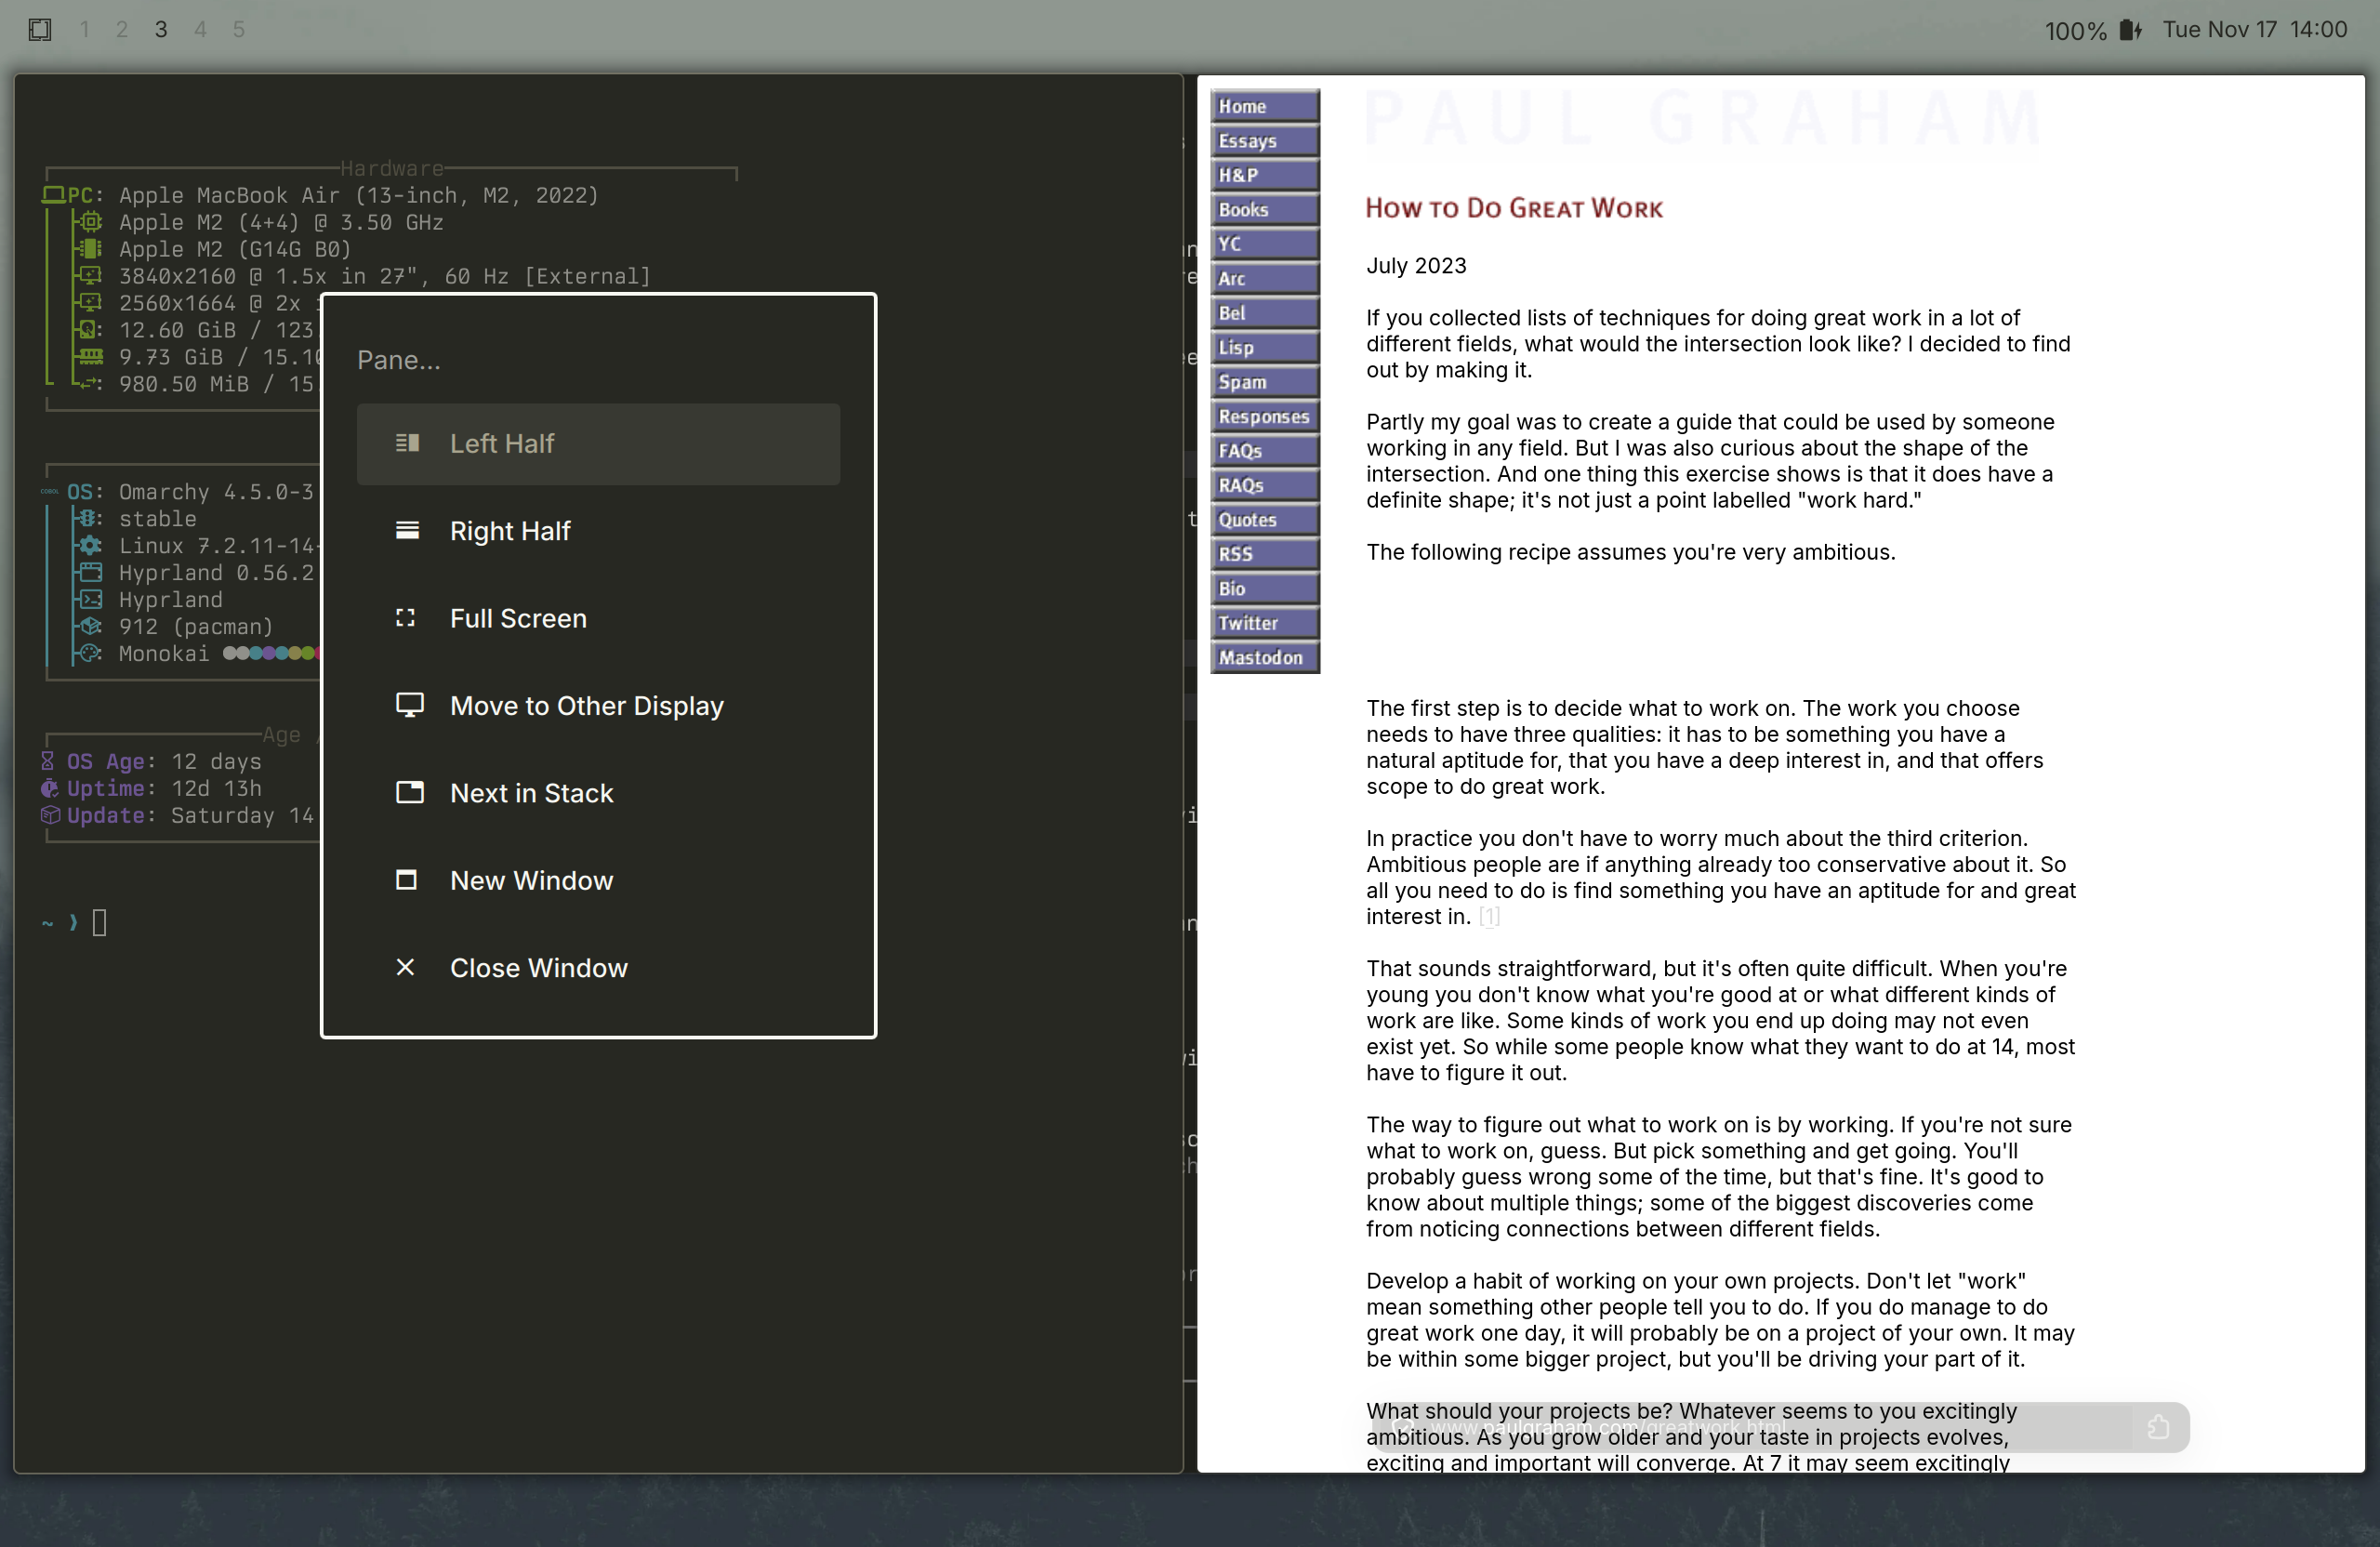 1 2 3 4 5
100% Tue Nov 17 14:00
Hardware
PC: Apple MacBook Air (13-inch, M2, 2022)
Apple M2 (4+4) @ 3.50 GHz
Apple M2 (G14G B0)
3840x2160 @ 1.5x in 27", 60 Hz [External]
2560x1664 @ 2x
: 12.60 GiB / 123.
9.73 GiB / 15.10
: 980.50 MiB / 15.
OS: Omarchy 4.5.0-3
: stable
Linux 7.2.11-14-
Hyprland 0.56.2
Hyprland
912 (pacman)
: Monokai
Age
OS Age: 12 days
Uptime: 12d 13h
Update: Saturday 14
~ ❯
Pane...
Left Half
Right Half
Full Screen
Move to Other Display
Next in Stack
New Window
Close Window
Home
Essays
H&P
Books
YC
Arc
Bel
Lisp
Spam
Responses
FAQs
RAQs
Quotes
RSS
Bio
Twitter
Mastodon
PAUL GRAHAM
How to Do Great Work
July 2023
If you collected lists of techniques for doing great work in a lot of
different fields, what would the intersection look like? I decided to find
out by making it.
Partly my goal was to create a guide that could be used by someone
working in any field. But I was also curious about the shape of the
intersection. And one thing this exercise shows is that it does have a
definite shape; it's not just a point labelled "work hard."
The following recipe assumes you're very ambitious.
The first step is to decide what to work on. The work you choose
needs to have three qualities: it has to be something you have a
natural aptitude for, that you have a deep interest in, and that offers
scope to do great work.
In practice you don't have to worry much about the third criterion.
Ambitious people are if anything already too conservative about it. So
all you need to do is find something you have an aptitude for and great
interest in. [1]
That sounds straightforward, but it's often quite difficult. When you're
young you don't know what you're good at or what different kinds of
work are like. Some kinds of work you end up doing may not even
exist yet. So while some people know what they want to do at 14, most
have to figure it out.
The way to figure out what to work on is by working. If you're not sure
what to work on, guess. But pick something and get going. You'll
probably guess wrong some of the time, but that's fine. It's good to
know about multiple things; some of the biggest discoveries come
from noticing connections between different fields.
Develop a habit of working on your own projects. Don't let "work"
mean something other people tell you to do. If you do manage to do
great work one day, it will probably be on a project of your own. It may
be within some bigger project, but you'll be driving your part of it.
What should your projects be? Whatever seems to you excitingly
ambitious. As you grow older and your taste in projects evolves,
exciting and important will converge. At 7 it may seem excitingly
www.paulgraham.com/greatwork.html